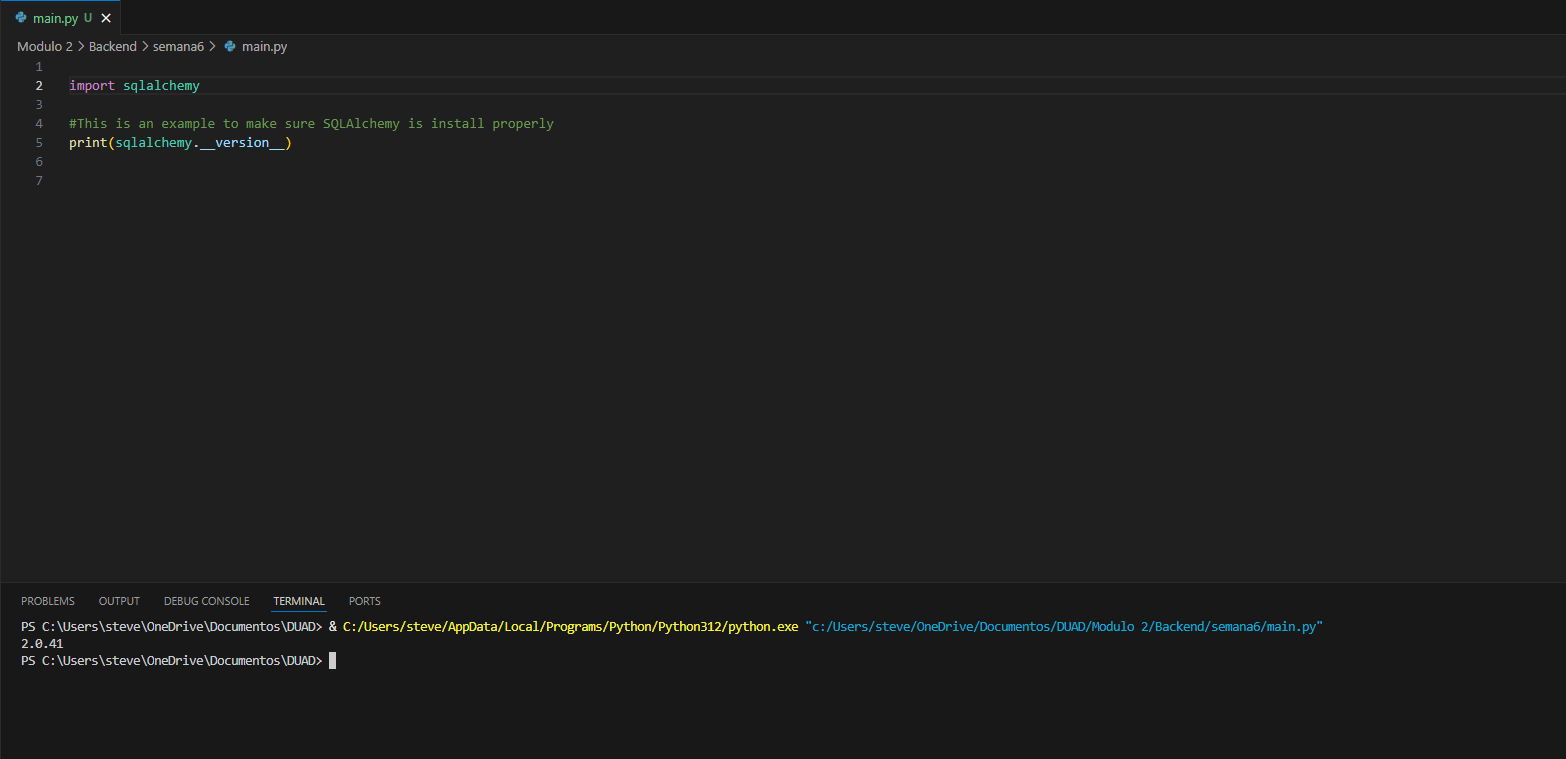 main.py U
Modulo 2 > Backend > semana6 > main.py
1
2 import sqlalchemy
3
4 #This is an example to make sure SQLAlchemy is install properly
5 print(sqlalchemy.__version__)
6
7
PROBLEMS OUTPUT DEBUG CONSOLE TERMINAL PORTS
PS C:\Users\steve\OneDrive\Documentos\DUAD> & C:/Users/steve/AppData/Local/Programs/Python/Python312/python.exe "c:/Users/steve/OneDrive/Documentos/DUAD/Modulo 2/Backend/semana6/main.py"
2.0.41
PS C:\Users\steve\OneDrive\Documentos\DUAD>